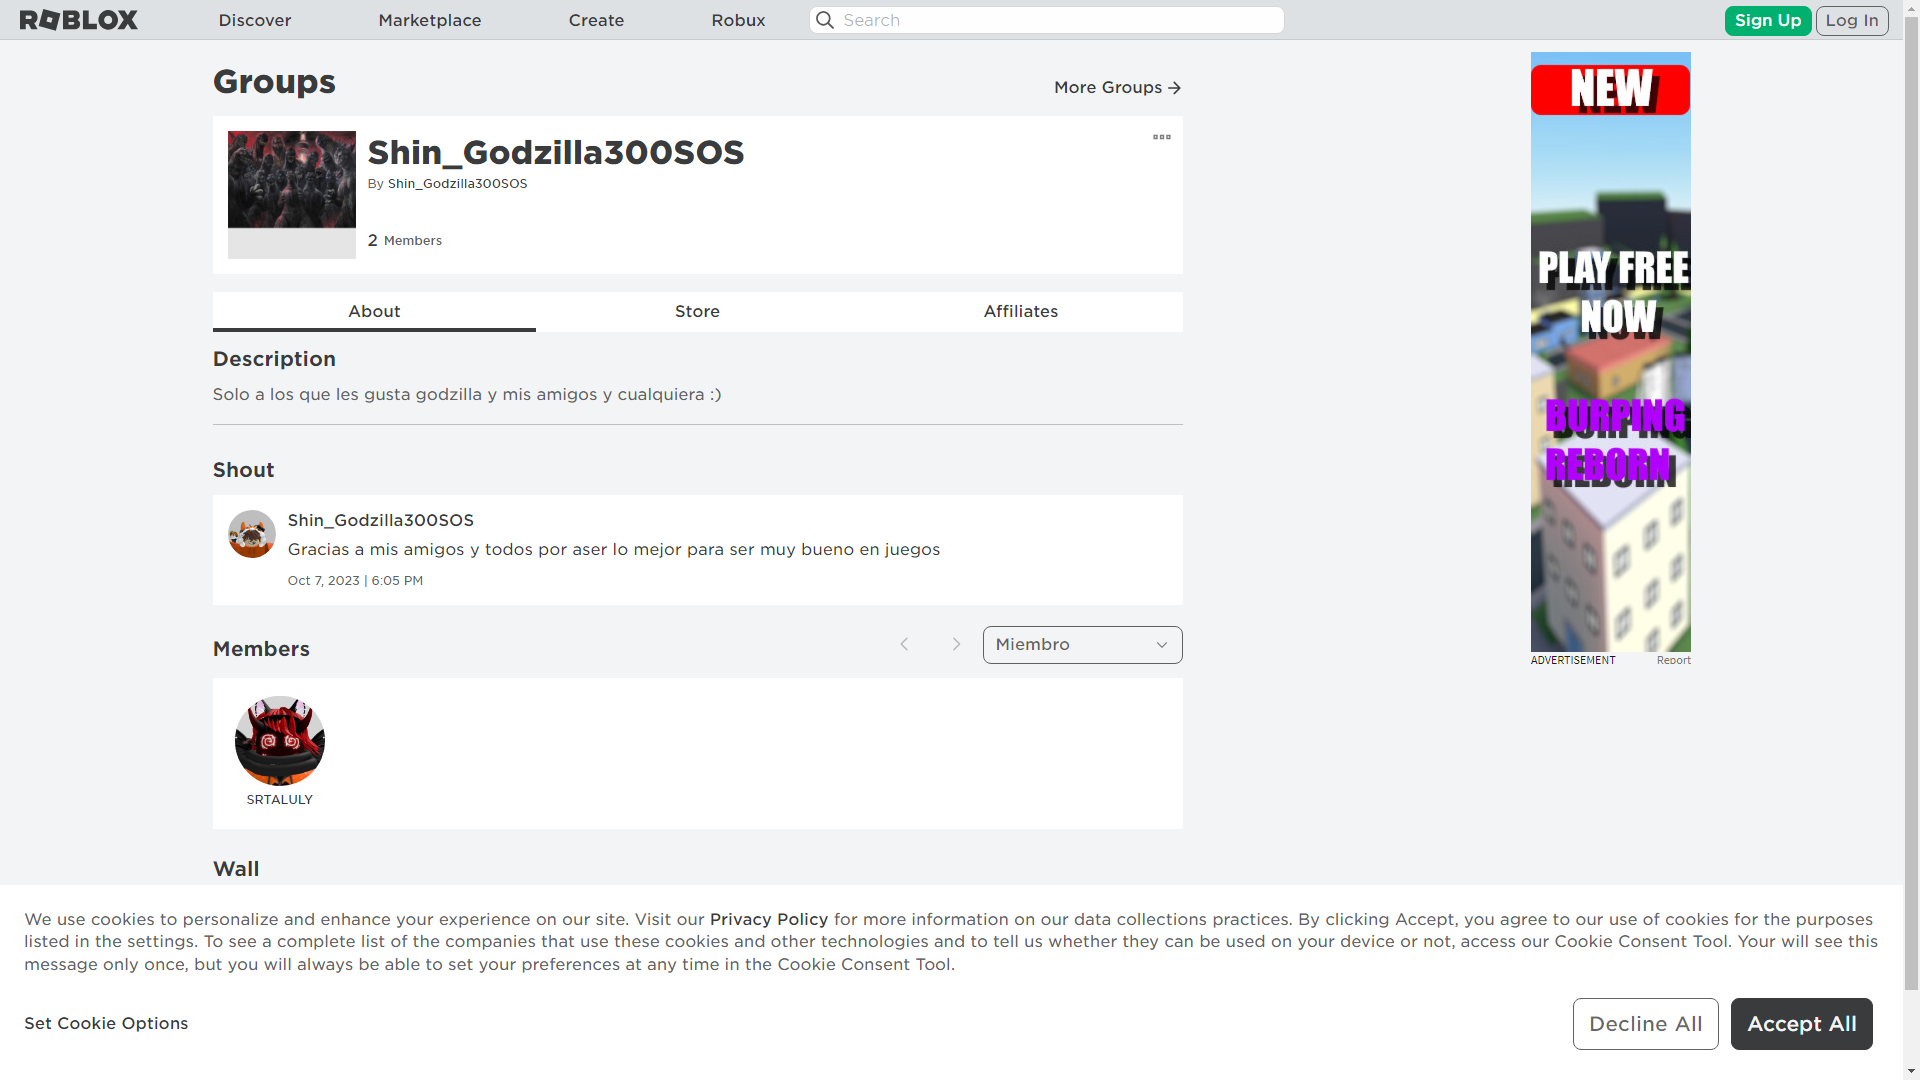 ROBLOX
Discover
Marketplace
Create
Robux
Search
Sign Up
Log In
Groups
More Groups
Shin_Godzilla300SOS
By Shin_Godzilla300SOS
2 Members
About
Store
Affiliates
Description
Solo a los que les gusta godzilla y mis amigos y cualquiera :)
Shout
Shin_Godzilla300SOS
Gracias a mis amigos y todos por aser lo mejor para ser muy bueno en juegos
Oct 7, 2023 | 6:05 PM
Members
Miembro
SRTALULY
Wall
NEW
PLAY FREE
NOW
BURPING
REBORN
ADVERTISEMENT
Report
We use cookies to personalize and enhance your experience on our site. Visit our Privacy Policy for more information on our data collections practices. By clicking Accept, you agree to our use of cookies for the purposes
listed in the settings. To see a complete list of the companies that use these cookies and other technologies and to tell us whether they can be used on your device or not, access our Cookie Consent Tool. Your will see this
message only once, but you will always be able to set your preferences at any time in the Cookie Consent Tool.
Set Cookie Options
Decline All
Accept All